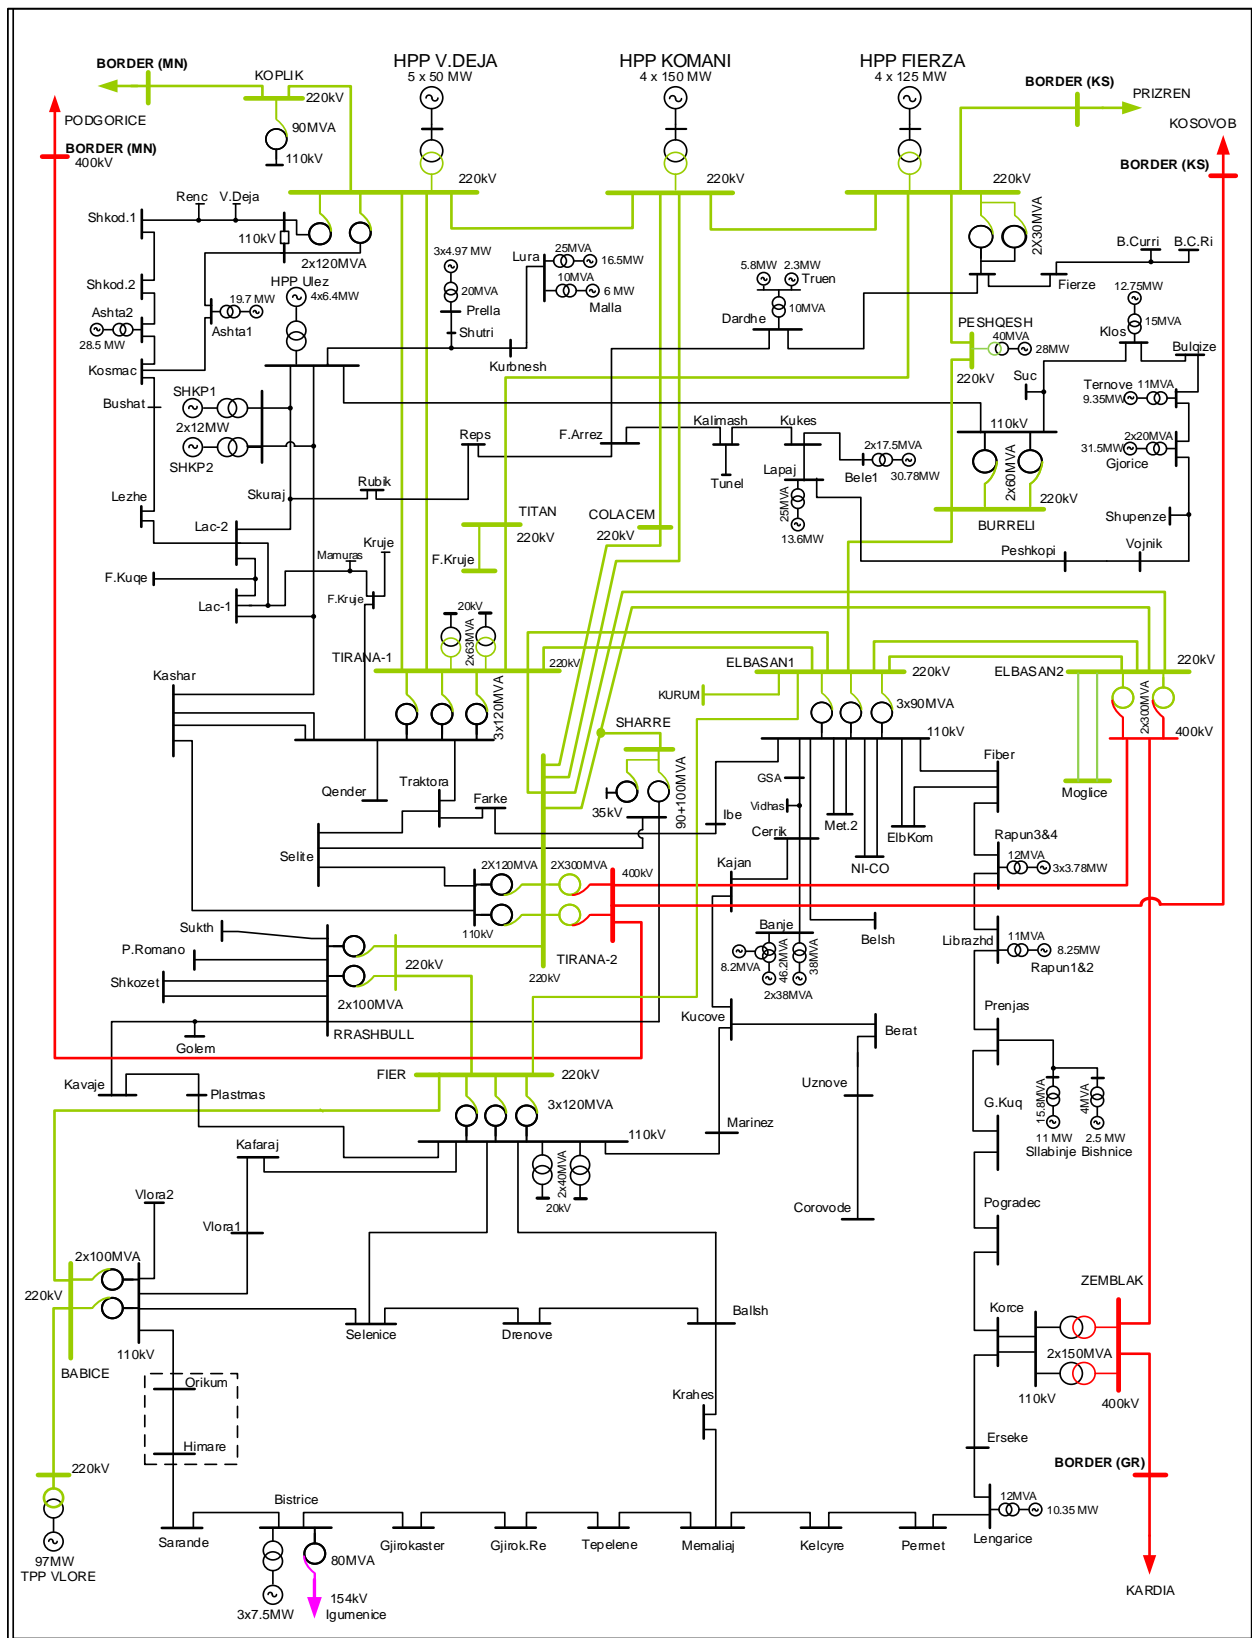 HPP V.DEJA
5 x 50 MW
HPP KOMANI
4 x 150 MW
HPP FIERZA
4 x 125 MW
BORDER (MN)
KOPLIK
220kV
BORDER (KS)
PRIZREN
PODGORICE
90MVA
KOSOVOB
BORDER (MN)
400kV
110kV
BORDER (KS)
220kV
220kV
220kV
Renc
V.Deja
Shkod.1
110kV
2x120MVA
2X30MVA
B.Curri
B.C.Ri
3x4.97 MW
Lura
25MVA
16.5MW
5.8MW
2.3MW
Truen
Fierze
Shkod.2
HPP Ulez
4x6.4MW
20MVA
10MVA
6 MW
Malla
10MVA
12.75MW
Ashta2
19.7 MW
Ashta1
Prella
Dardhe
PESHQESH
40MVA
28MW
15MVA
Klos
28.5 MW
Shutri
Kurbnesh
Bulqize
Kosmac
220kV
Suc
Ternove
11MVA
9.35MW
Bushat
SHKP1
2x12MW
SHKP2
Reps
F.Arrez
Kalimash
Kukes
110kV
2x17.5MVA
2x20MVA
31.5MW
Gjorice
Tunel
Lapaj
Bele1
30.78MW
2x60MVA
Skuraj
Rubik
25MVA
220kV
Lezhe
TITAN
COLACEM
BURRELI
Shupenze
Lac-2
220kV
220kV
13.6MW
Kruje
Mamuras
Peshkopi
Vojnik
F.Kuqe
F.Kruje
F.Kruje
Lac-1
20kV
2x63MVA
TIRANA-1
220kV
ELBASAN1
220kV
ELBASAN2
220kV
Kashar
KURUM
3x90MVA
2x300MVA
3x120MVA
SHARRE
110kV
400kV
Fiber
Qender
Traktora
Farke
35kV
90+100MVA
GSA
Moglice
Ibe
Vidhas
Met.2
ElbKom
Cerrik
Rapun3&4
Selite
2X120MVA
2X300MVA
400kV
Kajan
NI-CO
12MVA
3x3.78MW
Sukth
110kV
Banje
Belsh
Librazhd
11MVA
8.25MW
Rapun1&2
P.Romano
TIRANA-2
8.2MVA
46.2MVA
38MVA
Shkozet
220kV
220kV
2x38MVA
2x100MVA
Prenjas
Kucove
Berat
RRASHBULL
Golem
FIER
220kV
Kavaje
Plastmas
3x120MVA
Uznove
15.8MVA
4MVA
G.Kuq
Marinez
11 MW
2.5 MW
Sllabinje
Bishnice
Kafaraj
110kV
2x40MVA
20kV
Vlora2
Corovode
Pogradec
Vlora1
2x100MVA
ZEMBLAK
220kV
Korce
Selenice
Drenove
Ballsh
110kV
2x150MVA
BABICE
Orikum
110kV
400kV
Krahes
Himare
Erseke
220kV
BORDER (GR)
Bistrice
12MVA
10.35 MW
Sarande
80MVA
Gjirokaster
Gjirok.Re
Tepelene
Memaliaj
Kelcyre
Permet
Lengarice
97MW
TPP VLORE
154kV
KARDIA
3x7.5MW
Igumenice